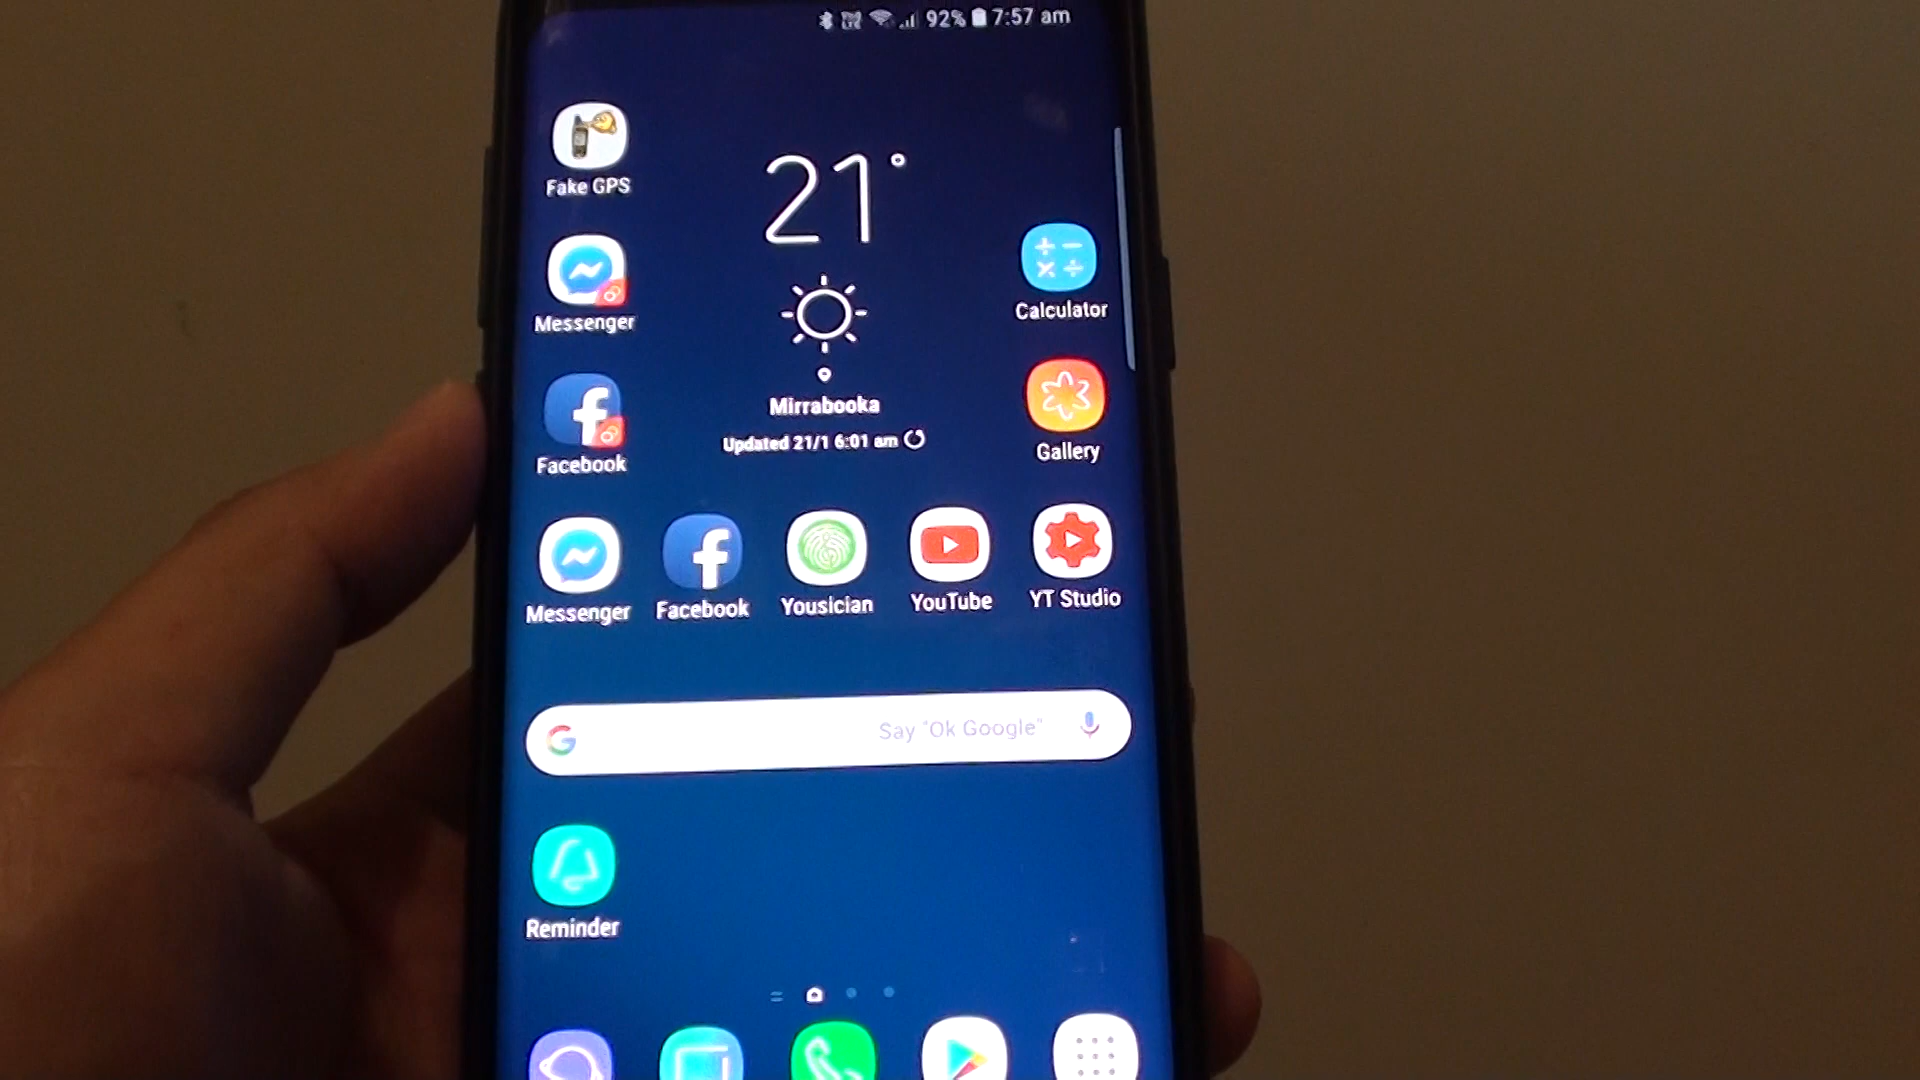 92% 7:57 am
Fake GPS
21°
Messenger
Calculator
Mirrabooka
Updated 21/1 6:01 am
Facebook
Gallery
Messenger
Facebook
Yousician
YouTube
YT Studio
Say "Ok Google"
Reminder